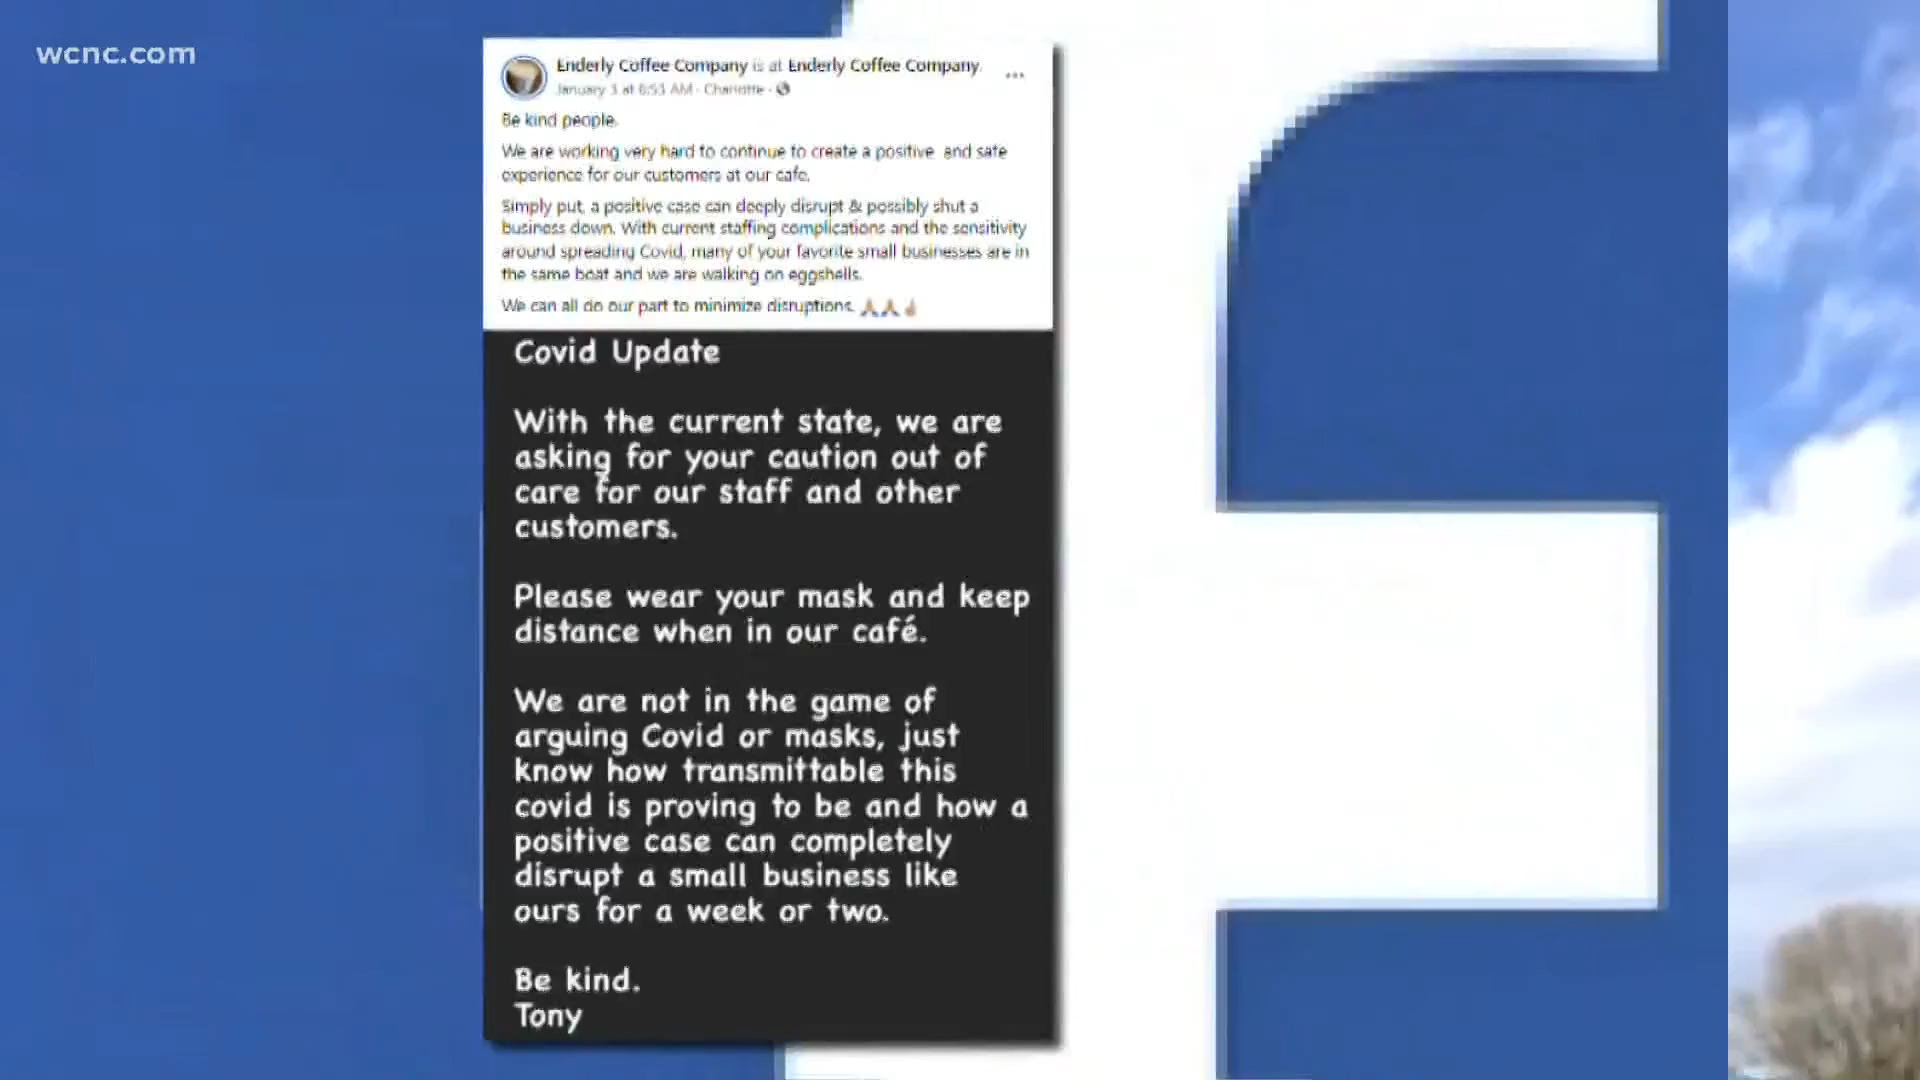 wcnc.com
Enderly Coffee Company is at Enderly Coffee Company.
January 3 at 6:53 AM · Charlotte ·
Be kind people.
We are working very hard to continue to create a positive and safe
experience for our customers at our cafe.
Simply put, a positive case can deeply disrupt & possibly shut a
business down. With current staffing complications and the sensitivity
around spreading Covid, many of your favorite small businesses are in
the same boat and we are walking on eggshells.
We can all do our part to minimize disruptions.
Covid Update
With the current state, we are
asking for your caution out of
care for our staff and other
customers.
Please wear your mask and keep
distance when in our café.
We are not in the game of
arguing Covid or masks, just
know how transmittable this
covid is proving to be and how a
positive case can completely
disrupt a small business like
ours for a week or two.
Be kind.
Tony